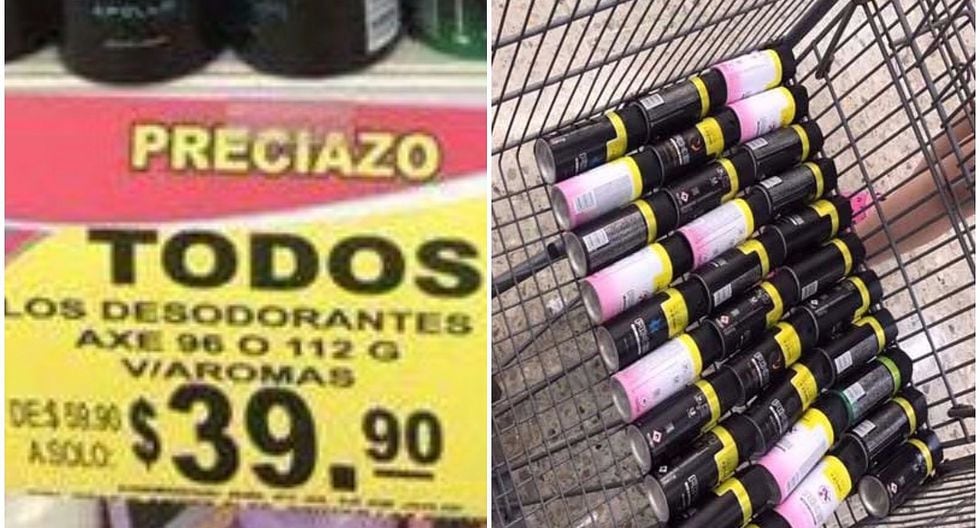 PRECIAZO
TODOS
LOS DESODORANTES
AXE 96 O 112 G
V/AROMAS
DE:$ 59.90
A SOLO:
$39.90